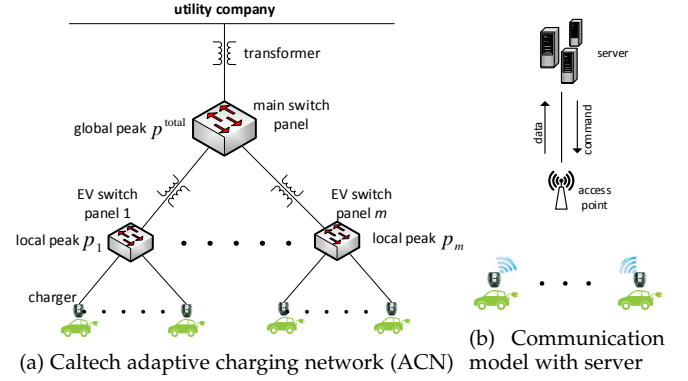 utility company
transformer
main switch
panel
global peak p^total
EV switch
panel 1
EV switch
panel m
local peak p_1
local peak p_m
charger
(a) Caltech adaptive charging network (ACN)
server
data
command
access
point
(b) Communication
model with server